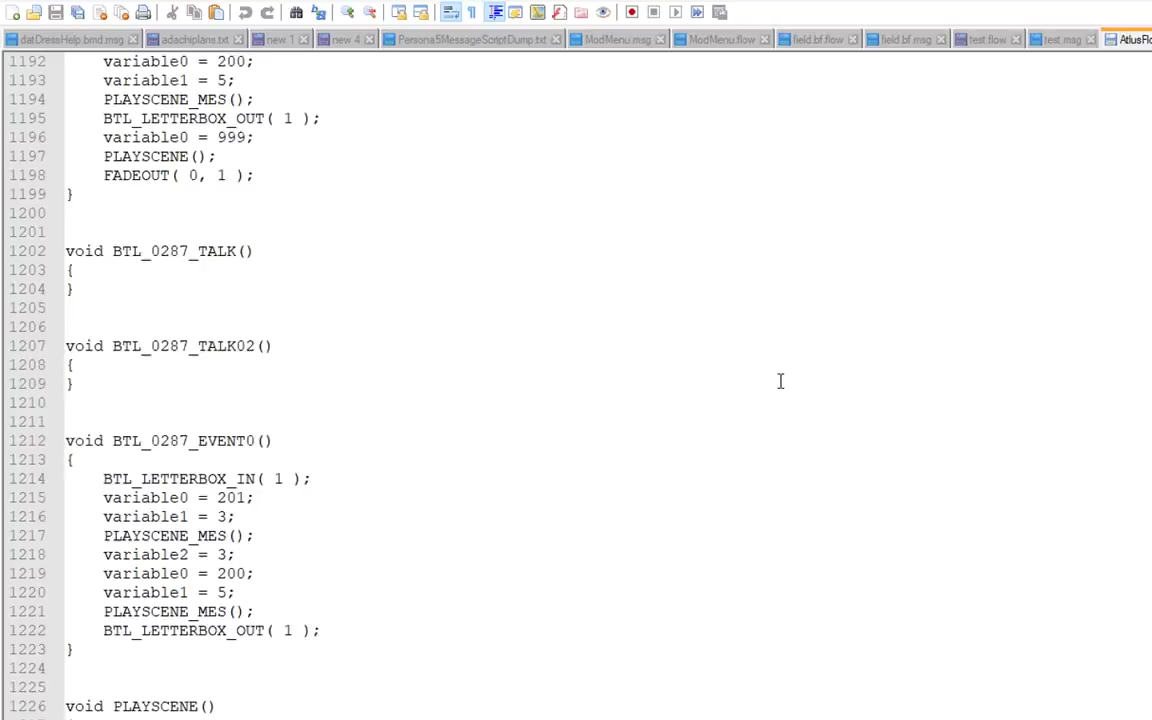 datDressHelp.bmd.msg adachiplans.txt new 1 new 4 Persona5MessageScriptDump.txt ModMenu.msg ModMenu.flow field.bf.flow field.bf.msg test.flow test.msg AtlusFlo
1192 variable0 = 200;
1193 variable1 = 5;
1194 PLAYSCENE_MES();
1195 BTL_LETTERBOX_OUT( 1 );
1196 variable0 = 999;
1197 PLAYSCENE();
1198 FADEOUT( 0, 1 );
1199 }
1200
1201
1202 void BTL_0287_TALK()
1203 {
1204 }
1205
1206
1207 void BTL_0287_TALK02()
1208 {
1209 }
1210
1211
1212 void BTL_0287_EVENT0()
1213 {
1214 BTL_LETTERBOX_IN( 1 );
1215 variable0 = 201;
1216 variable1 = 3;
1217 PLAYSCENE_MES();
1218 variable2 = 3;
1219 variable0 = 200;
1220 variable1 = 5;
1221 PLAYSCENE_MES();
1222 BTL_LETTERBOX_OUT( 1 );
1223 }
1224
1225
1226 void PLAYSCENE()